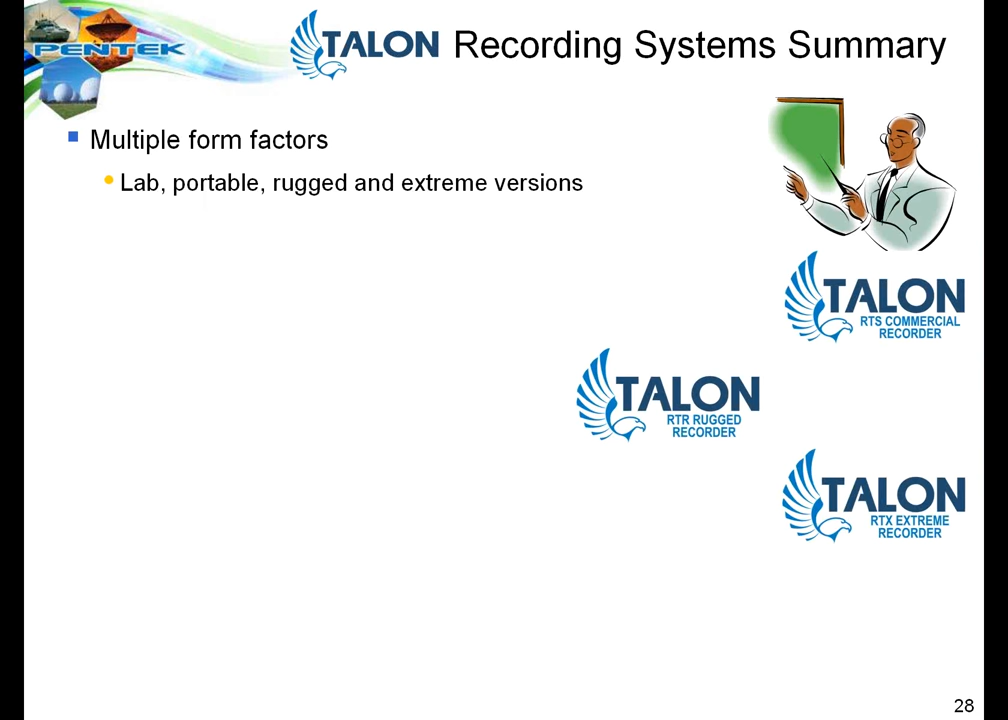 PENTEK
TALON Recording Systems Summary
Multiple form factors
Lab, portable, rugged and extreme versions
TALON
RTS COMMERCIAL
RECORDER
TALON
RTR RUGGED
RECORDER
TALON
RTX EXTREME
RECORDER
28